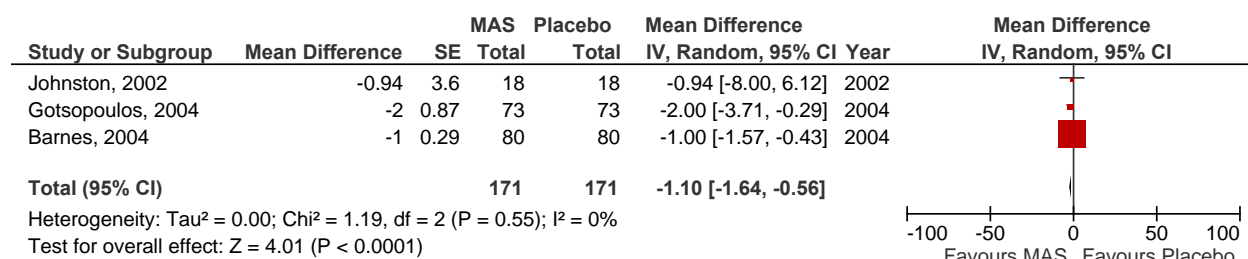 MAS Placebo Mean Difference Mean Difference
Study or Subgroup Mean Difference SE Total Total IV, Random, 95% CI Year IV, Random, 95% CI
Johnston, 2002 -0.94 3.6 18 18 -0.94 [-8.00, 6.12] 2002
Gotsopoulos, 2004 -2 0.87 73 73 -2.00 [-3.71, -0.29] 2004
Barnes, 2004 -1 0.29 80 80 -1.00 [-1.57, -0.43] 2004
Total (95% CI) 171 171 -1.10 [-1.64, -0.56]
Heterogeneity: Tau² = 0.00; Chi² = 1.19, df = 2 (P = 0.55); I² = 0%
Test for overall effect: Z = 4.01 (P < 0.0001)
-100 -50 0 50 100
Favours MAS Favours Placebo